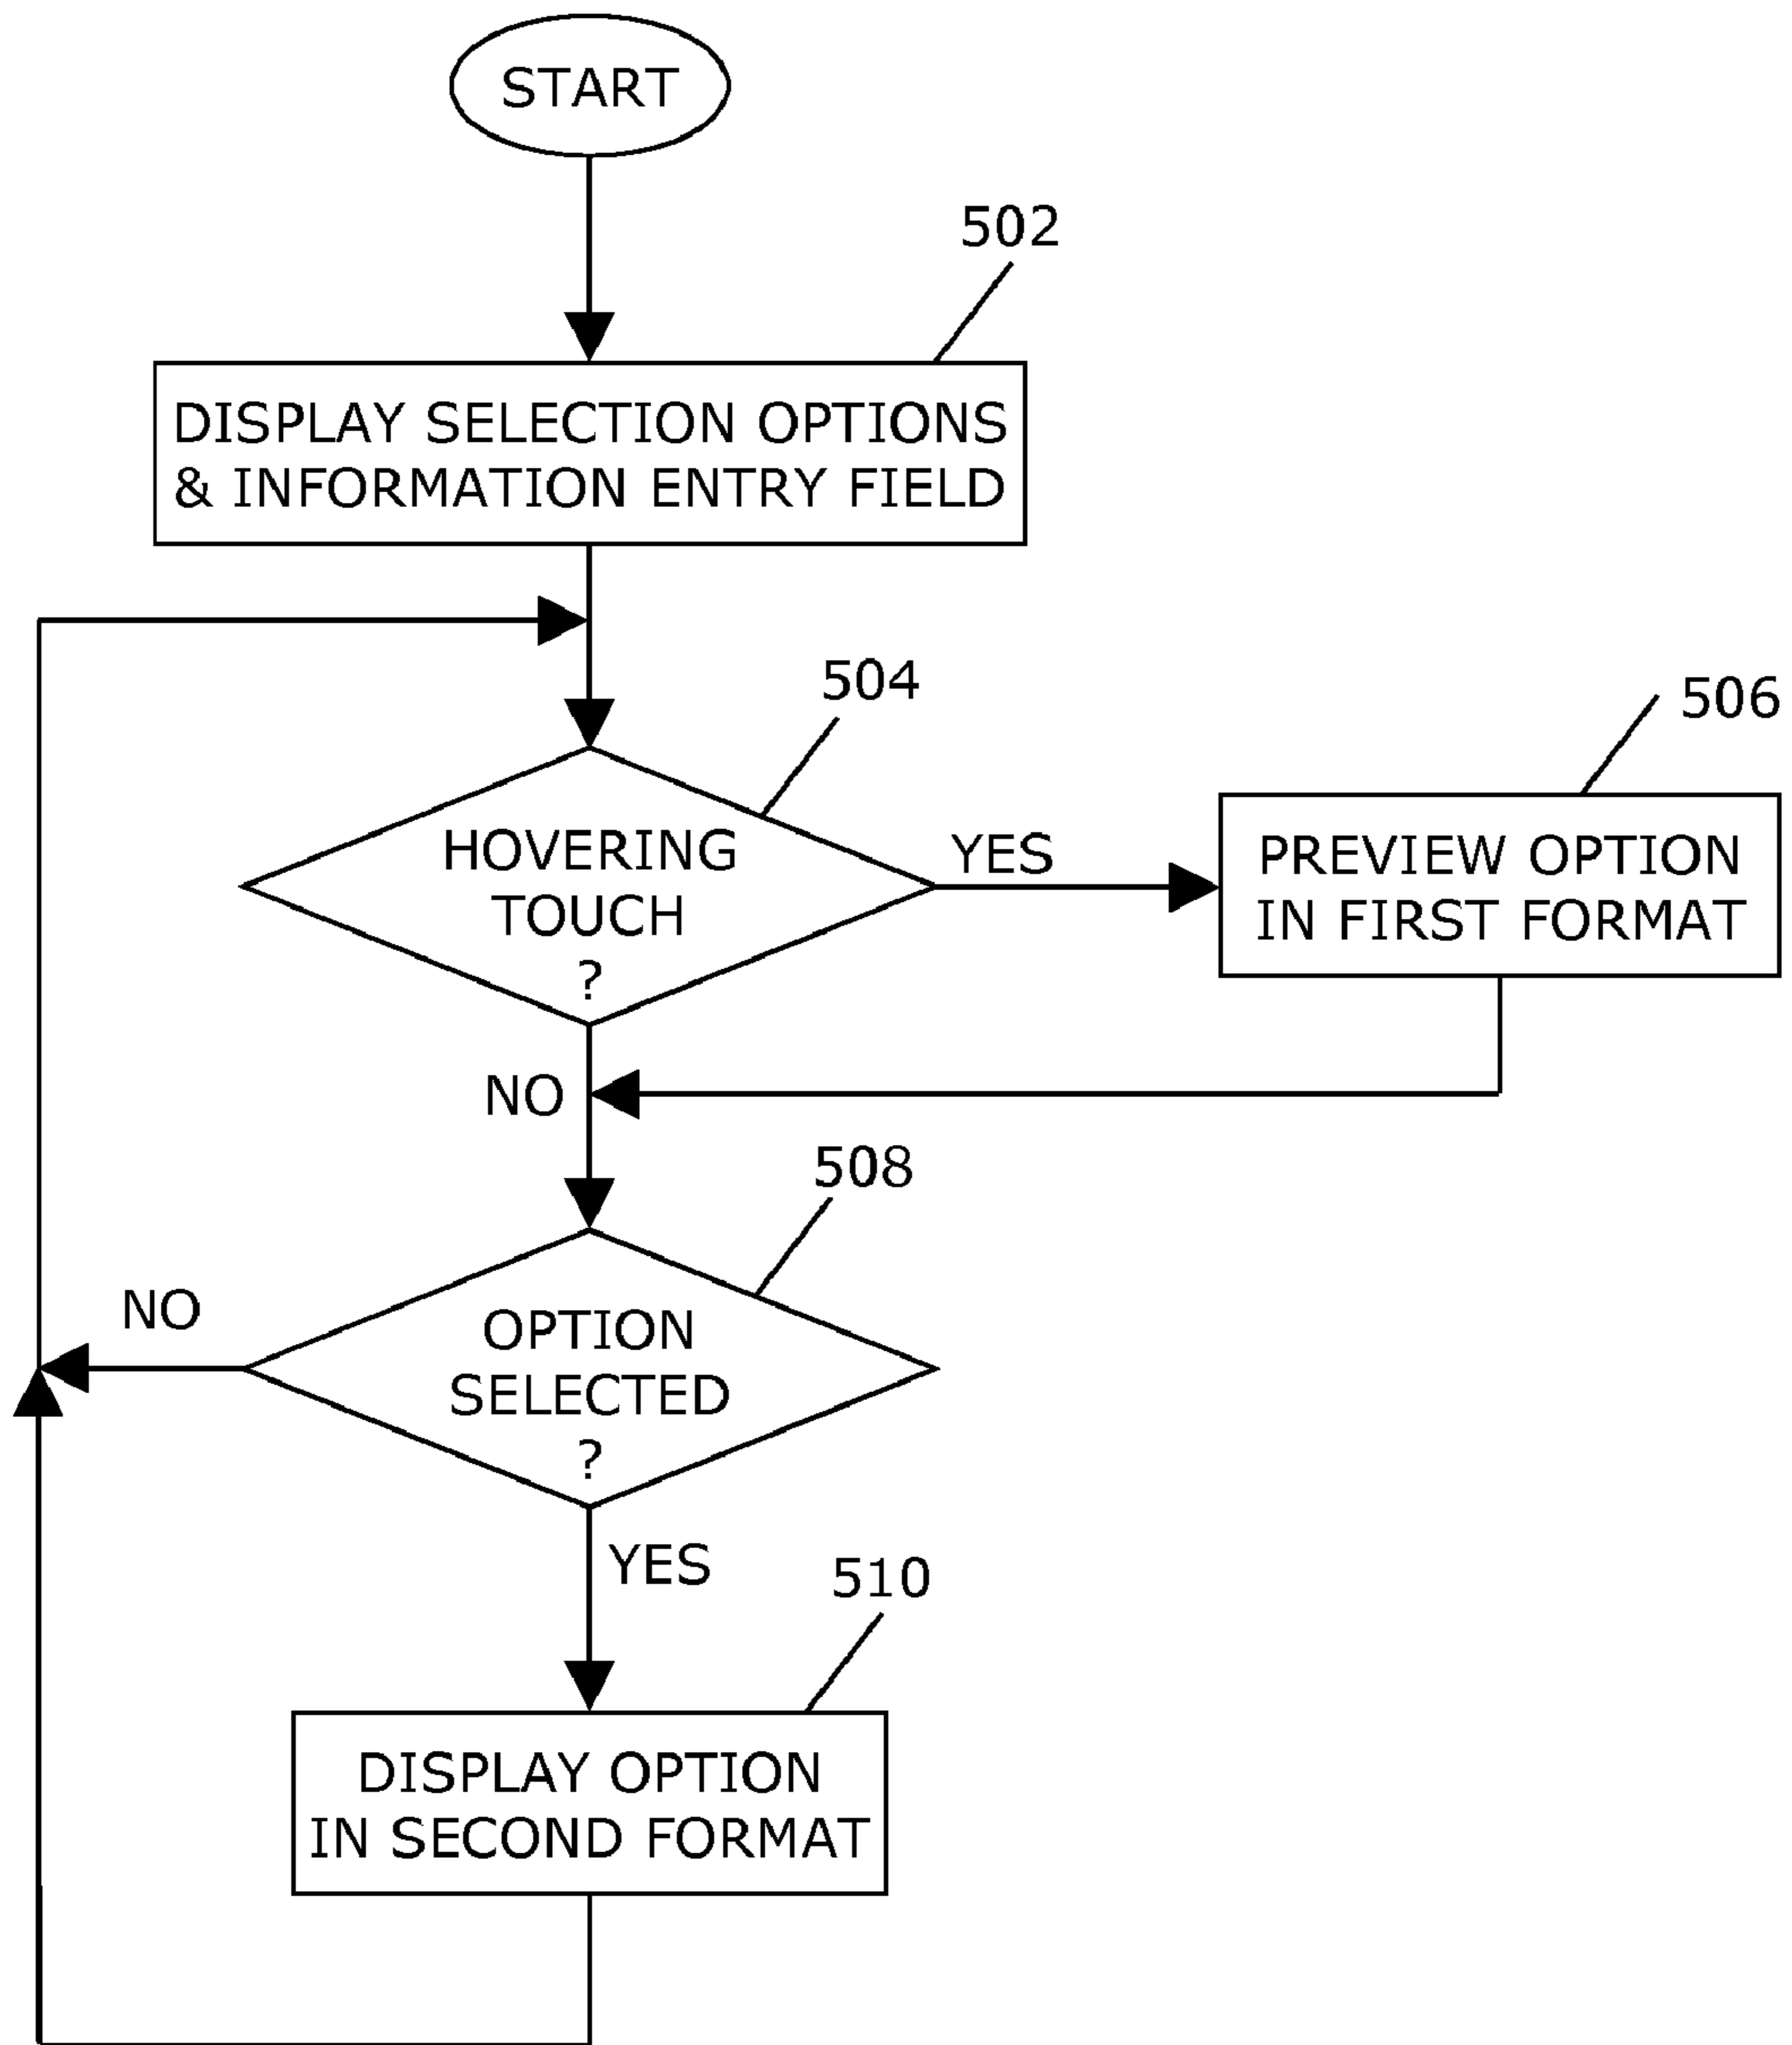 START
502
DISPLAY SELECTION OPTIONS
& INFORMATION ENTRY FIELD
504
506
HOVERING
TOUCH
?
YES
PREVIEW OPTION
IN FIRST FORMAT
NO
508
NO
OPTION
SELECTED
?
YES
510
DISPLAY OPTION
IN SECOND FORMAT